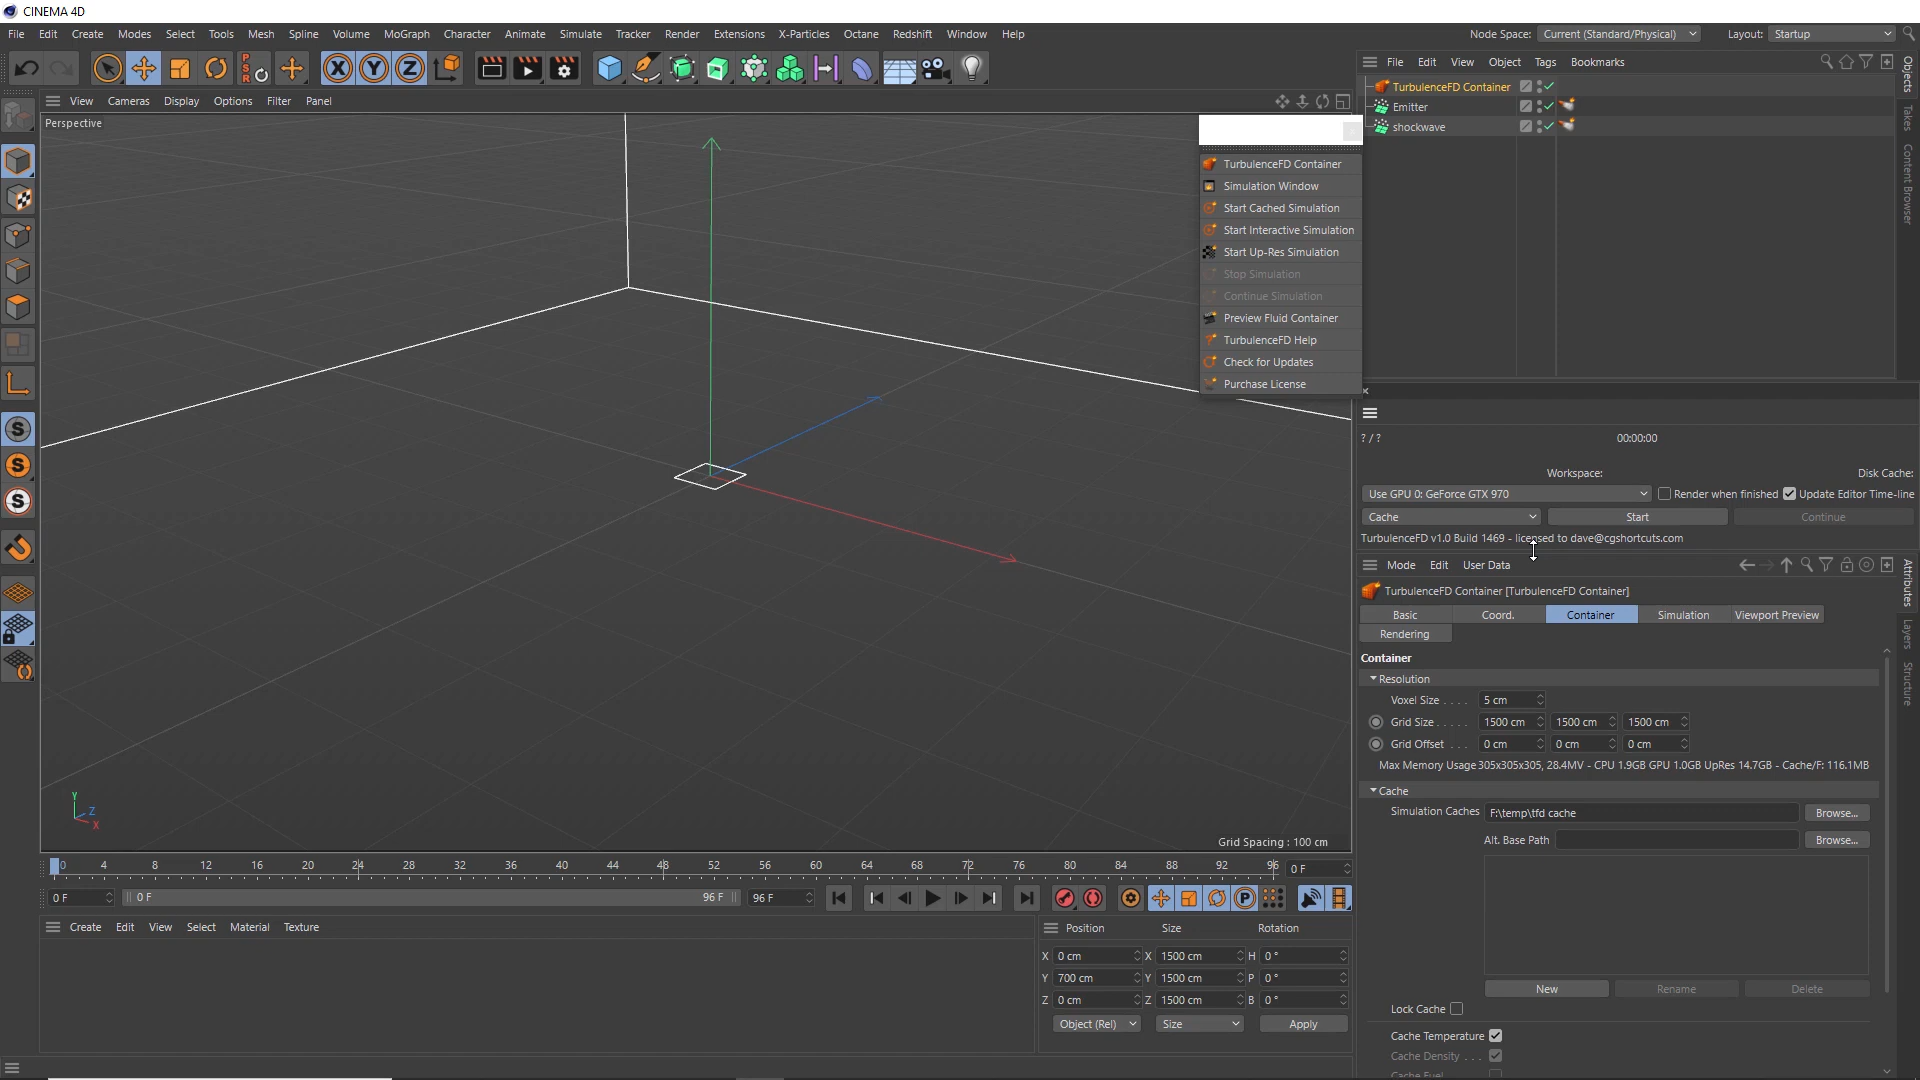 CINEMA 4D
File Edit Create Modes Select Tools Mesh Spline Volume MoGraph Character Animate Simulate Tracker Render Extensions X-Particles Octane Redshift Window Help
Node Space: Current (Standard/Physical) Layout: Startup
X Y Z
PSR
File Edit View Object Tags Bookmarks
View Cameras Display Options Filter Panel
Perspective
TurbulenceFD Container
Emitter
shockwave
Objects
Takes
Content Browser
TurbulenceFD Container
Simulation Window
Start Cached Simulation
Start Interactive Simulation
Start Up-Res Simulation
Stop Simulation
Continue Simulation
Preview Fluid Container
TurbulenceFD Help
Check for Updates
Purchase License
? / ? 00:00:00
Workspace: Disk Cache:
Use GPU 0: GeForce GTX 970 Render when finished Update Editor Time-line
Cache Start Continue
TurbulenceFD v1.0 Build 1469 - licensed to dave@cgshortcuts.com
Mode Edit User Data
TurbulenceFD Container [TurbulenceFD Container]
Basic Coord. Container Simulation Viewport Preview
Rendering
Attributes
Layers
Structure
Container
Resolution
Voxel Size . . . . 5 cm
Grid Size . . . . . 1500 cm 1500 cm 1500 cm
Grid Offset . . . 0 cm 0 cm 0 cm
Max Memory Usage 305x305x305, 28.4MV - CPU 1.9GB GPU 1.0GB UpRes 14.7GB - Cache/F: 116.1MB
Cache
Simulation Caches F:\temp\tfd cache Browse...
Alt. Base Path Browse...
New Rename Delete
Lock Cache
Cache Temperature
Cache Density . . .
Cache Fuel
Y
Z
X
Grid Spacing : 100 cm
0 4 8 12 16 20 24 28 32 36 40 44 48 52 56 60 64 68 72 76 80 84 88 92 96 0 F
0 F 0 F 96 F 96 F
P
Create Edit View Select Material Texture
Position Size Rotation
X 0 cm X 1500 cm H 0 °
Y 700 cm Y 1500 cm P 0 °
Z 0 cm Z 1500 cm B 0 °
Object (Rel) Size Apply
S
S
S